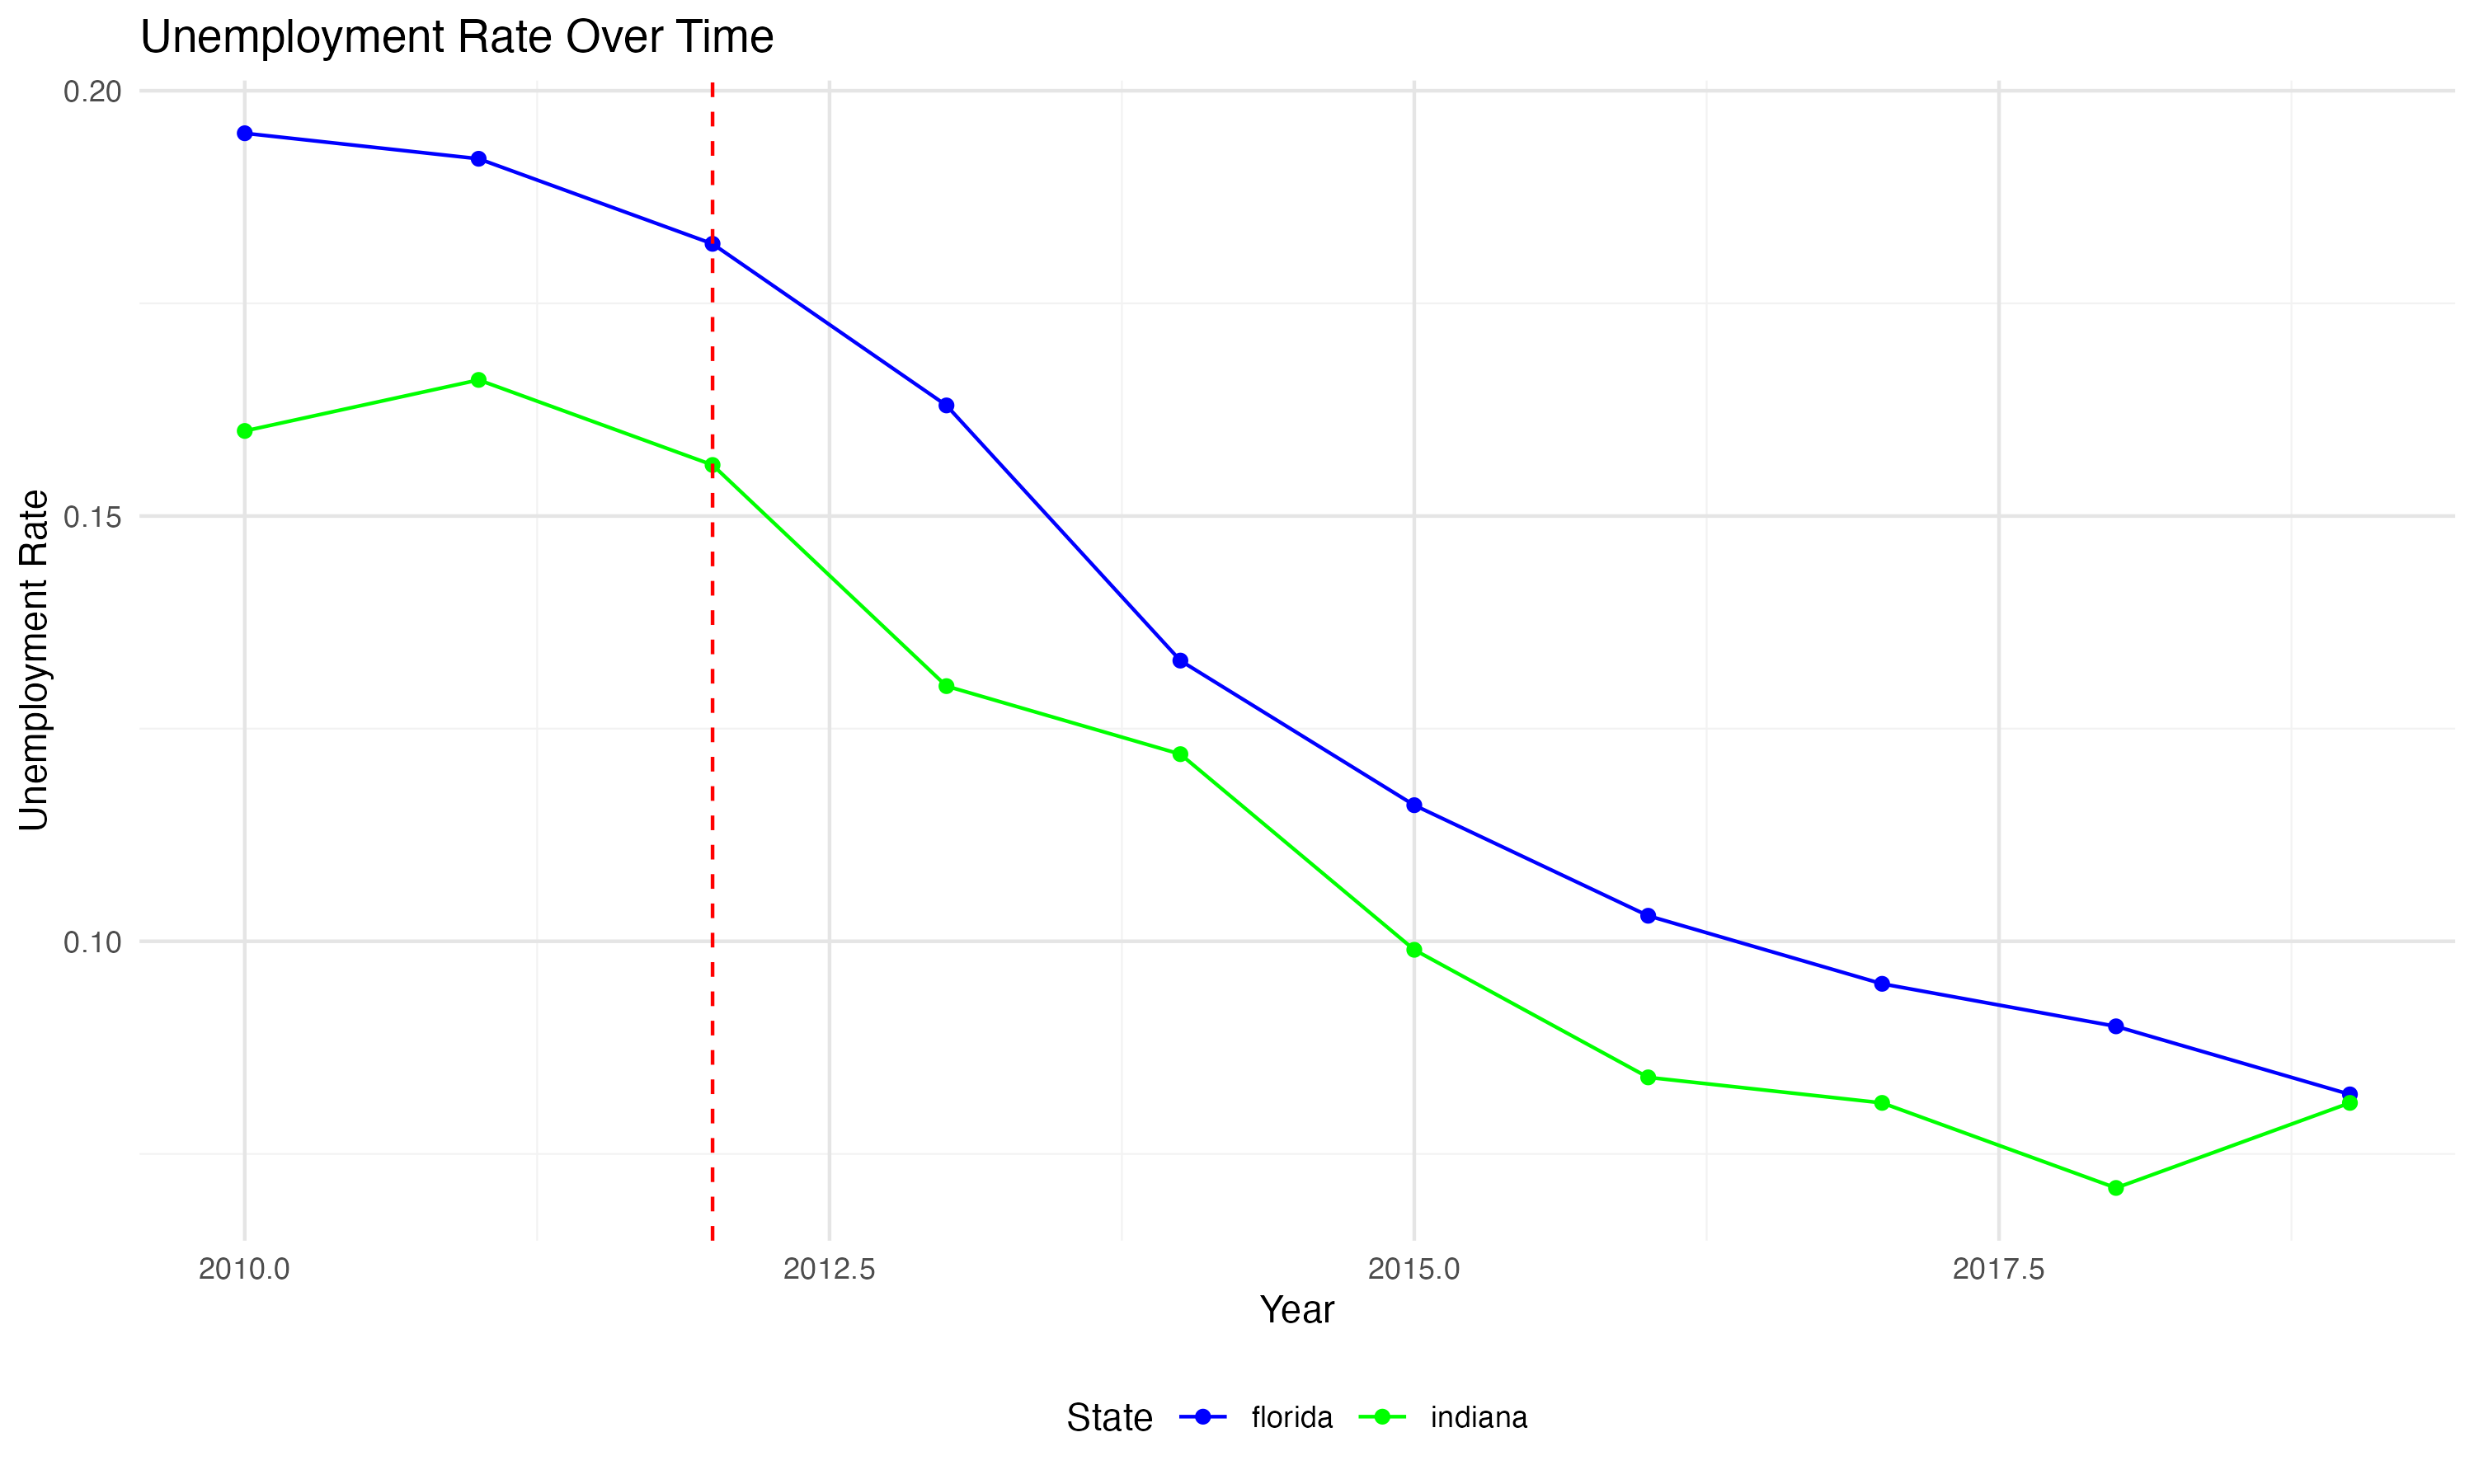 Unemployment Rate Over Time
Unemployment Rate
0.20
0.15
0.10
2010.0 2012.5 2015.0 2017.5
Year
State florida indiana